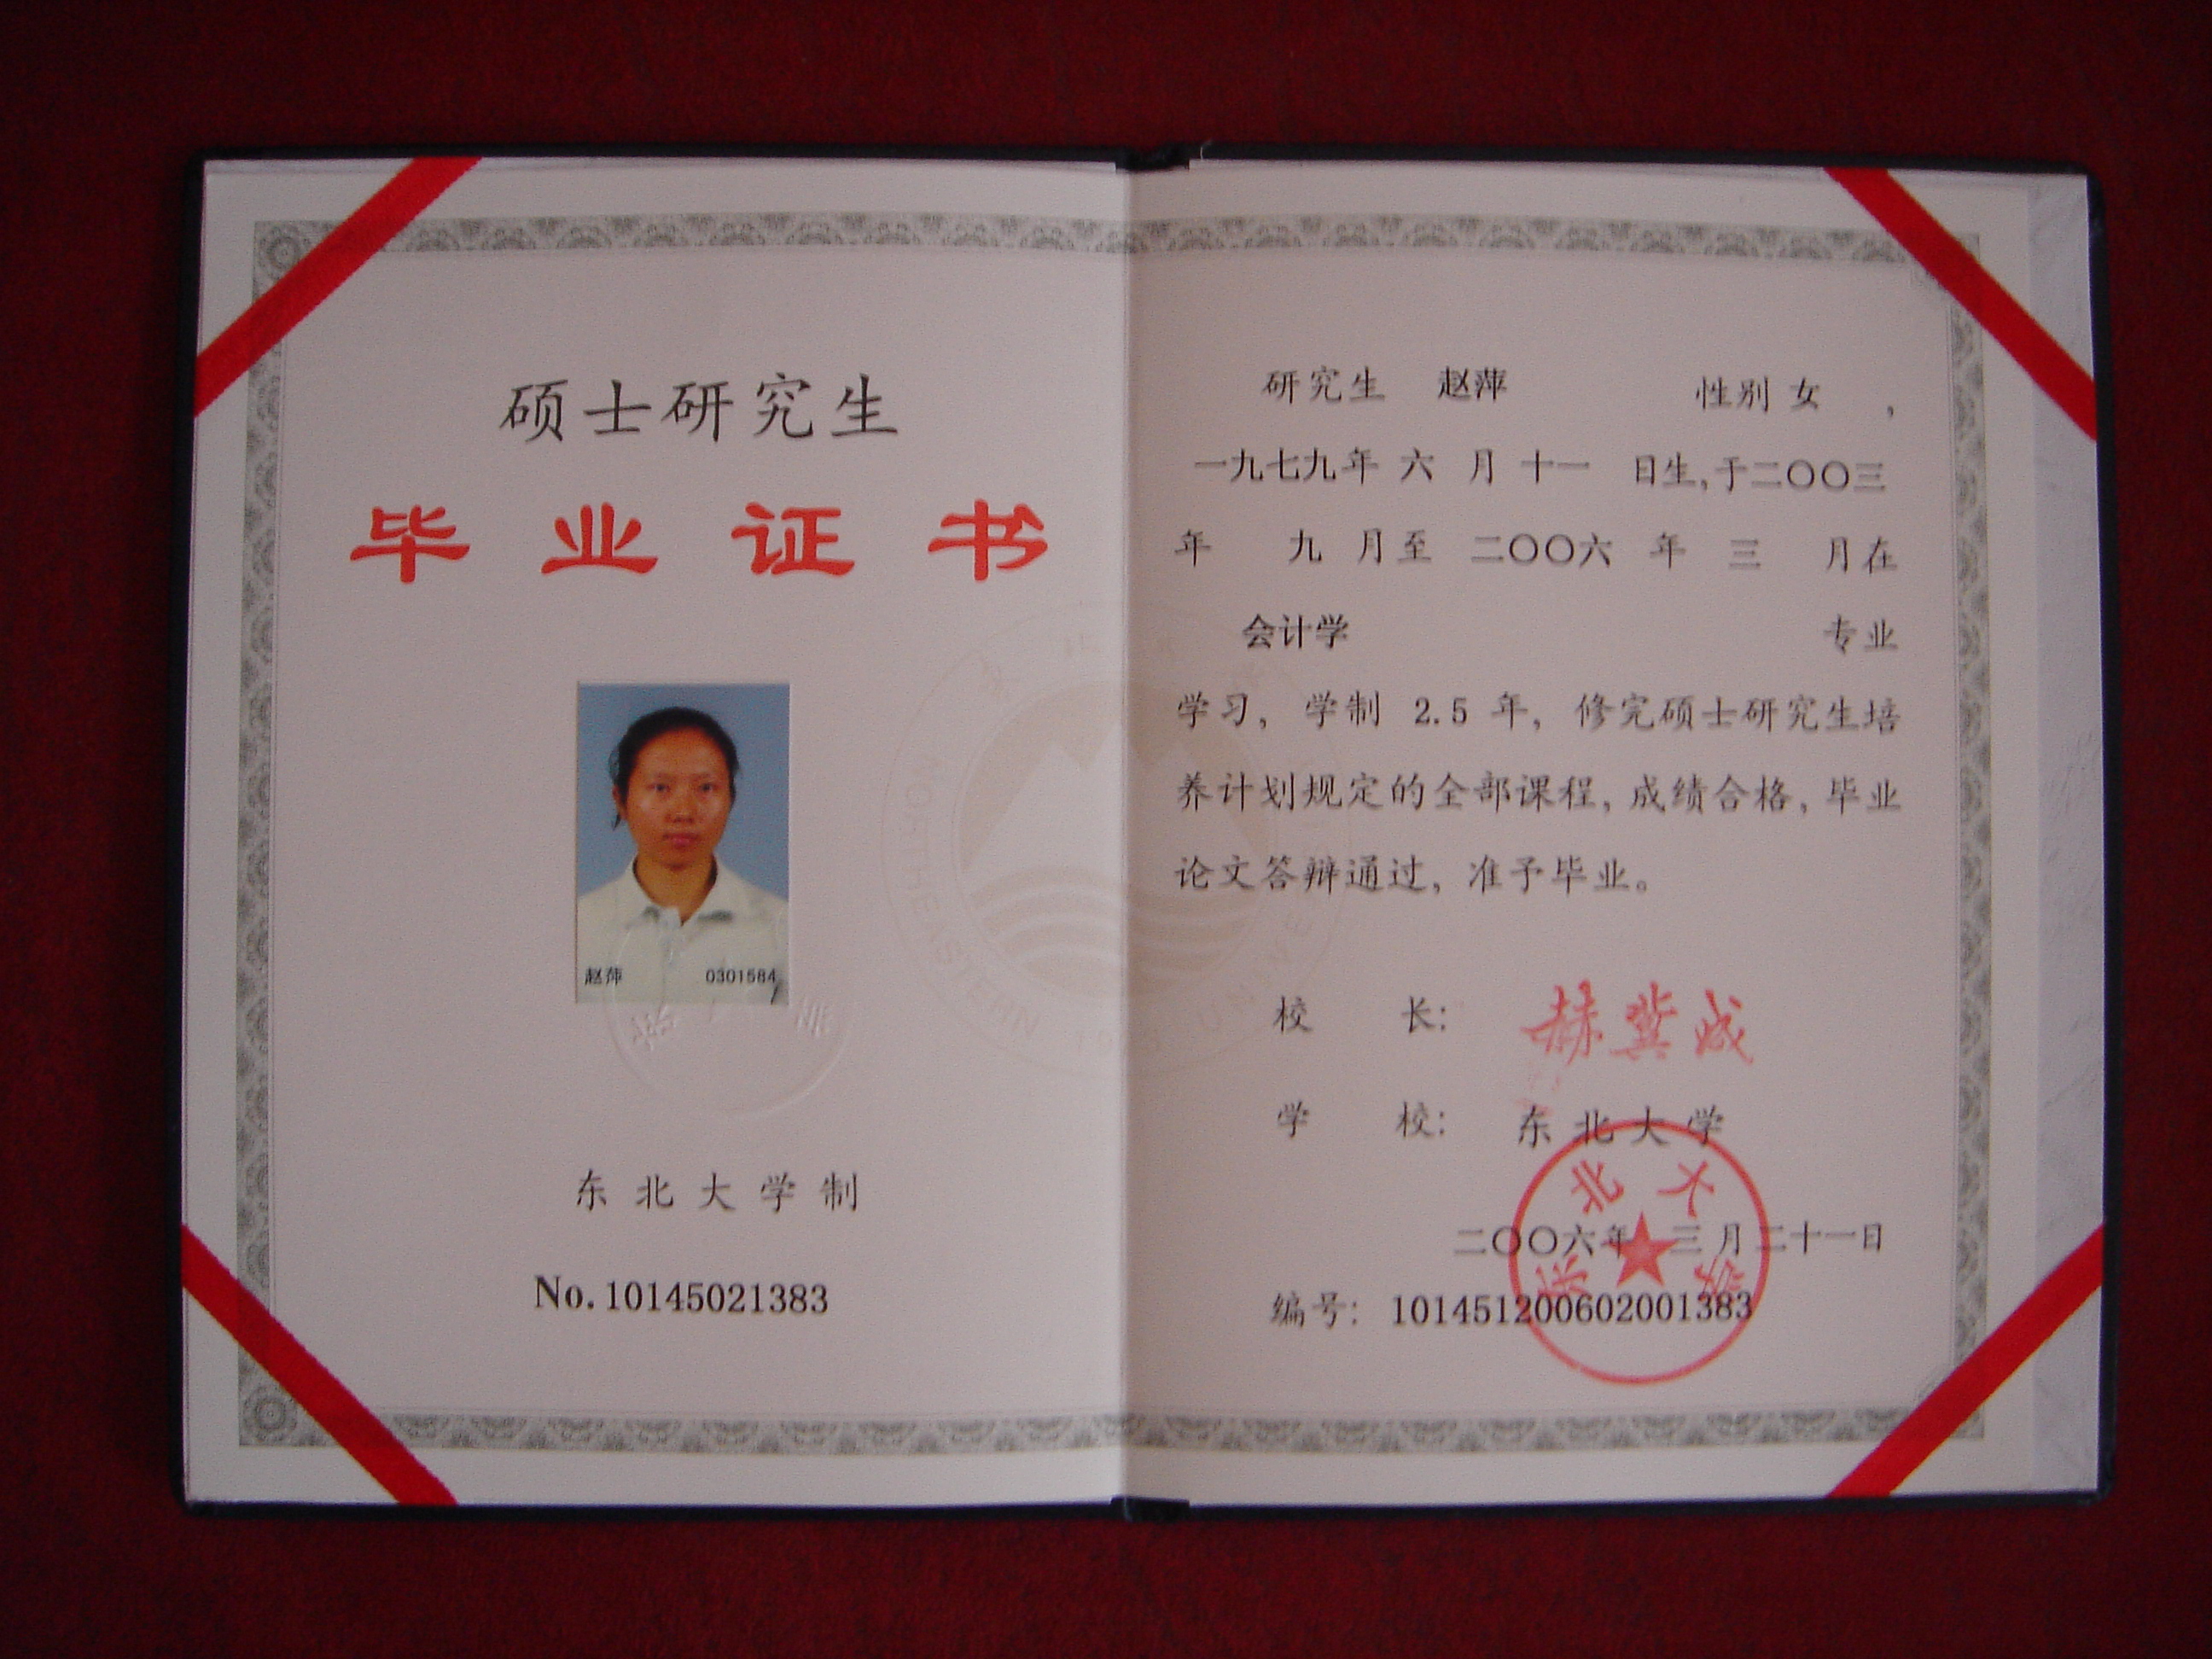 硕士研究生
毕业证书
赵萍 0301584
东北大学制
No.10145021383
研究生 赵萍 性别 女 ,
一九七九年 六 月 十一 日生,于二〇〇三
年 九 月至 二〇〇六 年 三 月在
会计学 专业
学习, 学制 2.5 年, 修完硕士研究生培
养计划规定的全部课程, 成绩合格, 毕业
论文答辩通过, 准予毕业。
校 长: 赫冀成
学 校: 东北大学
东北大学
二〇〇六年 三月二十一日
编号: 101451200602001383
NORTHEASTERN UNIVE